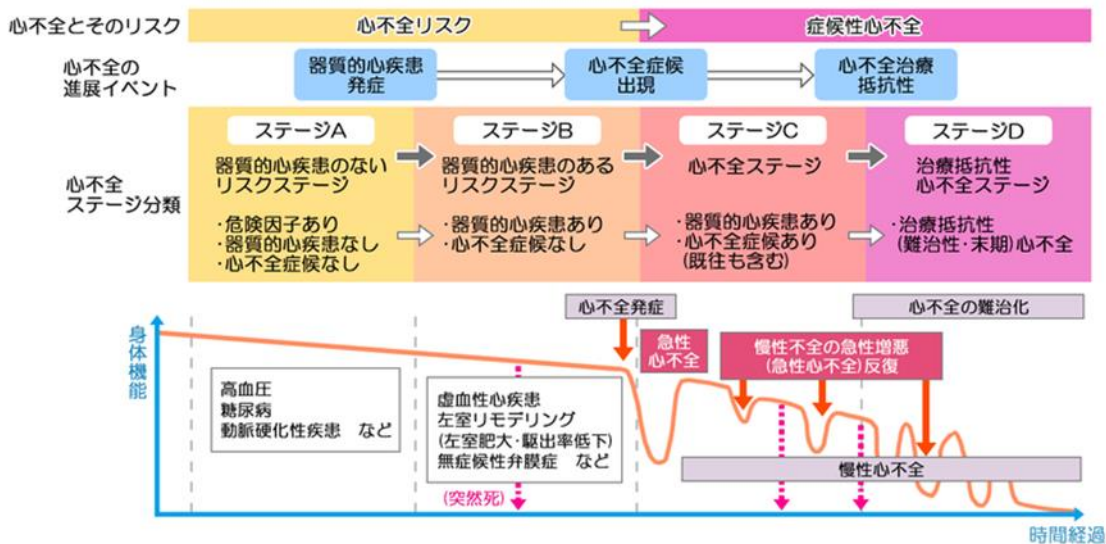 心不全とそのリスク
心不全リスク
症候性心不全
心不全の
進展イベント
器質的心疾患
発症
心不全症候
出現
心不全治療
抵抗性
心不全
ステージ分類
ステージA
器質的心疾患のない
リスクステージ
・危険因子あり
・器質的心疾患なし
・心不全症候なし
ステージB
器質的心疾患のある
リスクステージ
・器質的心疾患あり
・心不全症候なし
ステージC
心不全ステージ
・器質的心疾患あり
・心不全症候あり
(既往も含む)
ステージD
治療抵抗性
心不全ステージ
・治療抵抗性
(難治性・末期)心不全
身体機能
心不全発症
心不全の難治化
急性
心不全
慢性不全の急性増悪
(急性心不全)反復
高血圧
糖尿病
動脈硬化性疾患 など
虚血性心疾患
左室リモデリング
(左室肥大・駆出率低下)
無症候性弁膜症 など
慢性心不全
(突然死)
時間経過